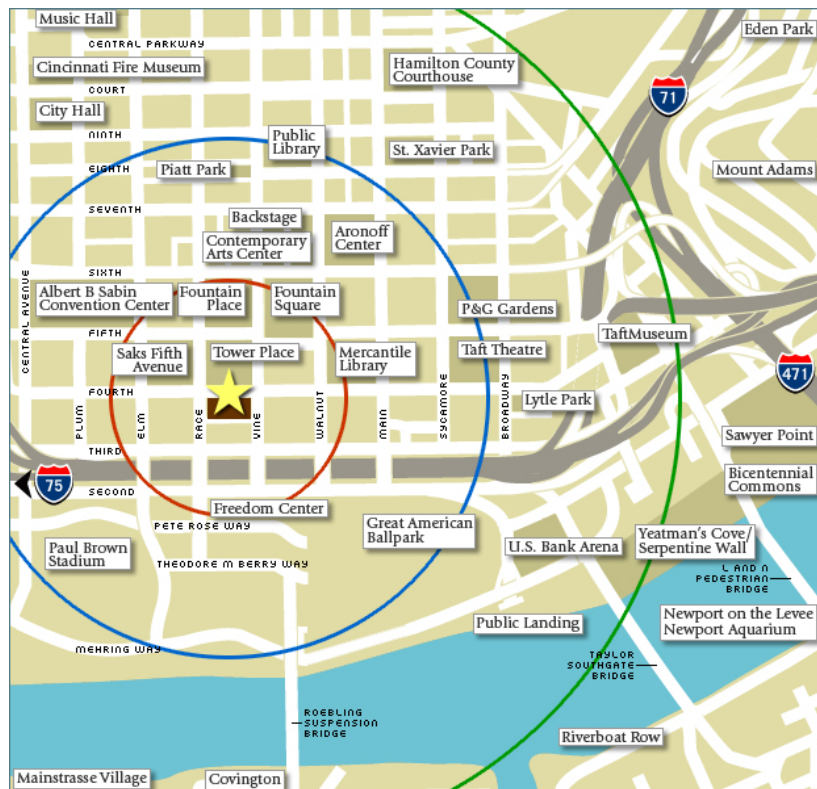 Music Hall
Eden Park
CENTRAL PARKWAY
Cincinnati Fire Museum
Hamilton County
Courthouse
COURT
71
City Hall
NINTH
Public
Library
St. Xavier Park
EIGHTH
Piatt Park
Mount Adams
SEVENTH
Backstage
Contemporary
Arts Center
Aronoff
Center
CENTRAL AVENUE
SIXTH
Albert B Sabin
Convention Center
Fountain
Place
Fountain
Square
P&G Gardens
FIFTH
TaftMuseum
Saks Fifth
Avenue
Tower Place
Mercantile
Library
Taft Theatre
471
FOURTH
Lytle Park
PLUM
ELM
RACE
VINE
WALNUT
MAIN
SYCAMORE
BROADWAY
Sawyer Point
THIRD
75
SECOND
Bicentennial
Commons
Freedom Center
PETE ROSE WAY
Great American
Ballpark
Paul Brown
Stadium
U.S. Bank Arena
Yeatman's Cove/
Serpentine Wall
THEODORE M BERRY WAY
L AND N
PEDESTRIAN
BRIDGE
Public Landing
Newport on the Levee
Newport Aquarium
MEHRING WAY
TAYLOR
SOUTHGATE
BRIDGE
ROEBLING
SUSPENSION
BRIDGE
Riverboat Row
Mainstrasse Village
Covington